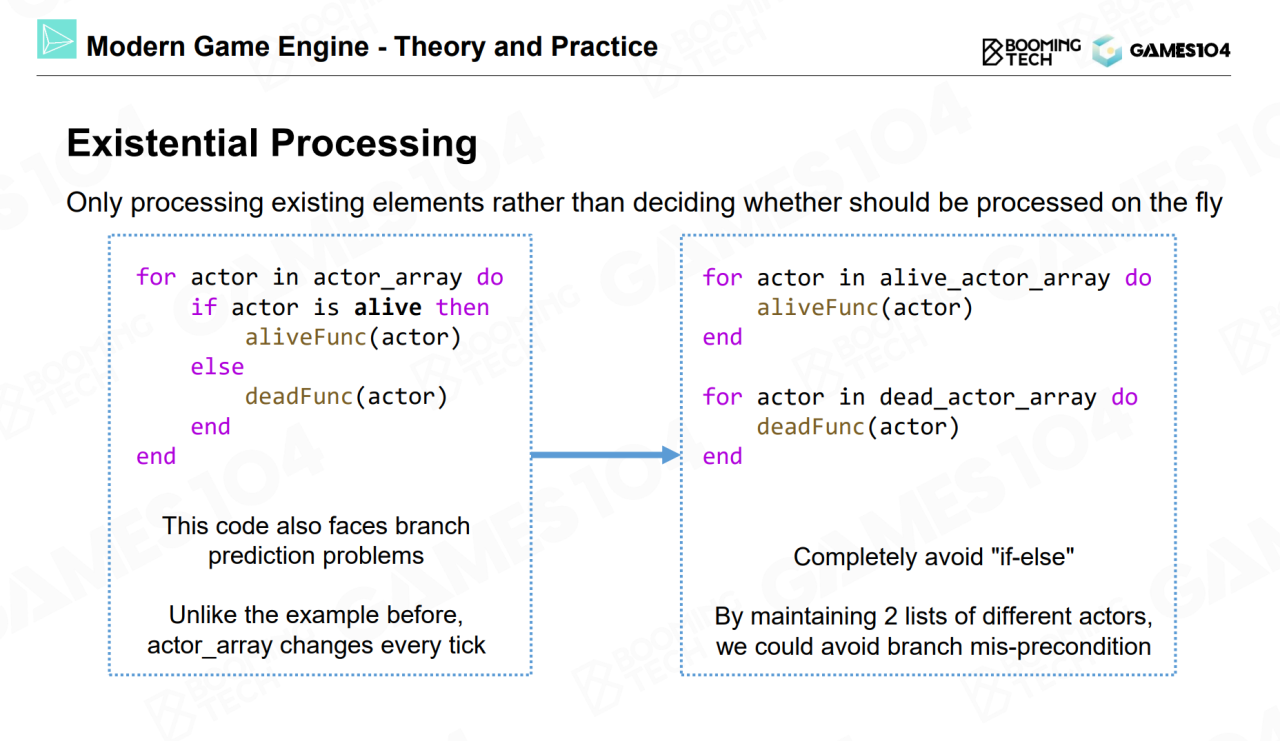 Modern Game Engine - Theory and Practice
BOOMING
TECH
GAMES104
Existential Processing
Only processing existing elements rather than deciding whether should be processed on the fly
for actor in actor_array do
    if actor is alive then
        aliveFunc(actor)
    else
        deadFunc(actor)
    end
end
This code also faces branch
prediction problems
Unlike the example before,
actor_array changes every tick
for actor in alive_actor_array do
    aliveFunc(actor)
end
for actor in dead_actor_array do
    deadFunc(actor)
end
Completely avoid "if-else"
By maintaining 2 lists of different actors,
we could avoid branch mis-precondition